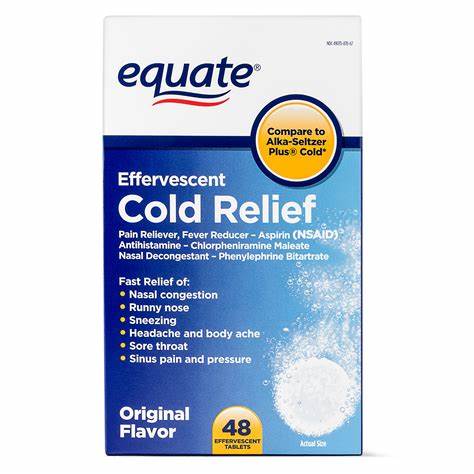 equate®
Compare to
Alka-Seltzer
Plus® Cold*
Effervescent
Cold Relief
Pain Reliever, Fever Reducer – Aspirin (NSAID)
Antihistamine – Chlorpheniramine Maleate
Nasal Decongestant – Phenylephrine Bitartrate
Fast Relief of:
• Nasal congestion
• Runny nose
• Sneezing
• Headache and body ache
• Sore throat
• Sinus pain and pressure
Original
Flavor
48
EFFERVESCENT
TABLETS
Actual Size